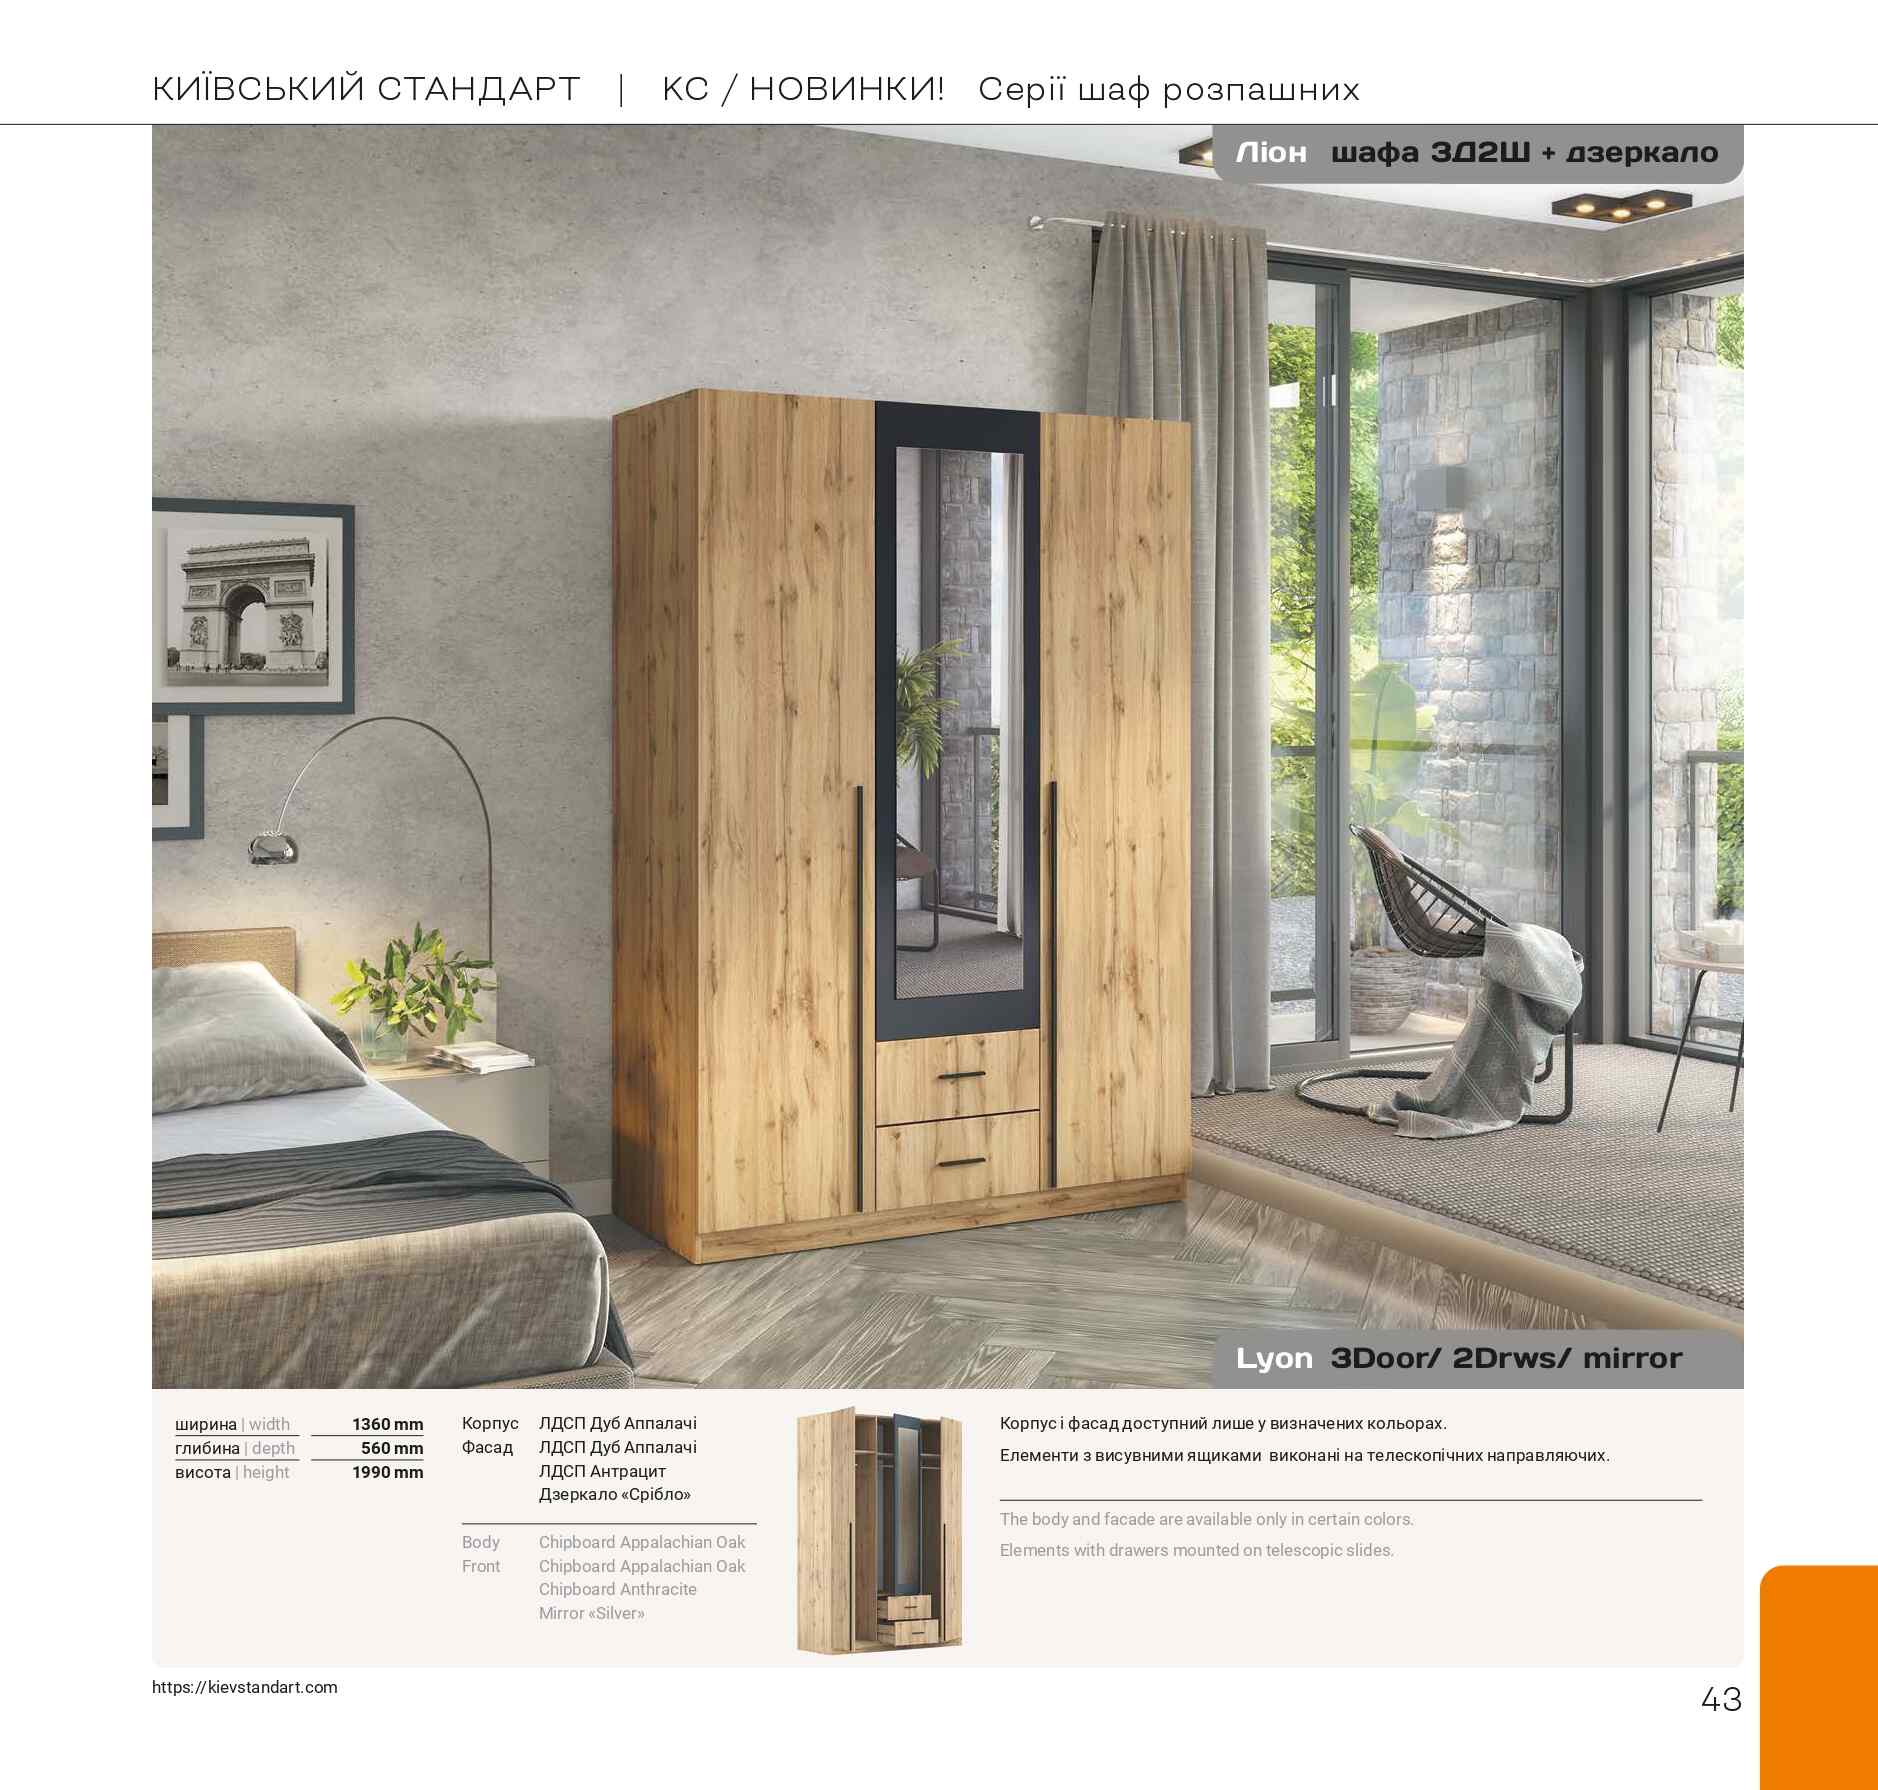 КИЇВСЬКИЙ СТАНДАРТ | КС / НОВИНКИ! Серії шаф розпашних
Ліон шафа 3Д2Ш + дзеркало
Lyon 3Door/ 2Drws/ mirror
ширина | width 1360 mm
глибина | depth 560 mm
висота | height 1990 mm
Корпус ЛДСП Дуб Аппалачі
Фасад ЛДСП Дуб Аппалачі
ЛДСП Антрацит
Дзеркало «Срібло»
Body Chipboard Appalachian Oak
Front Chipboard Appalachian Oak
Chipboard Anthracite
Mirror «Silver»
Корпус і фасад доступний лише у визначених кольорах.
Елементи з висувними ящиками виконані на телескопічних направляючих.
The body and facade are available only in certain colors.
Elements with drawers mounted on telescopic slides.
https://kievstandart.com
43